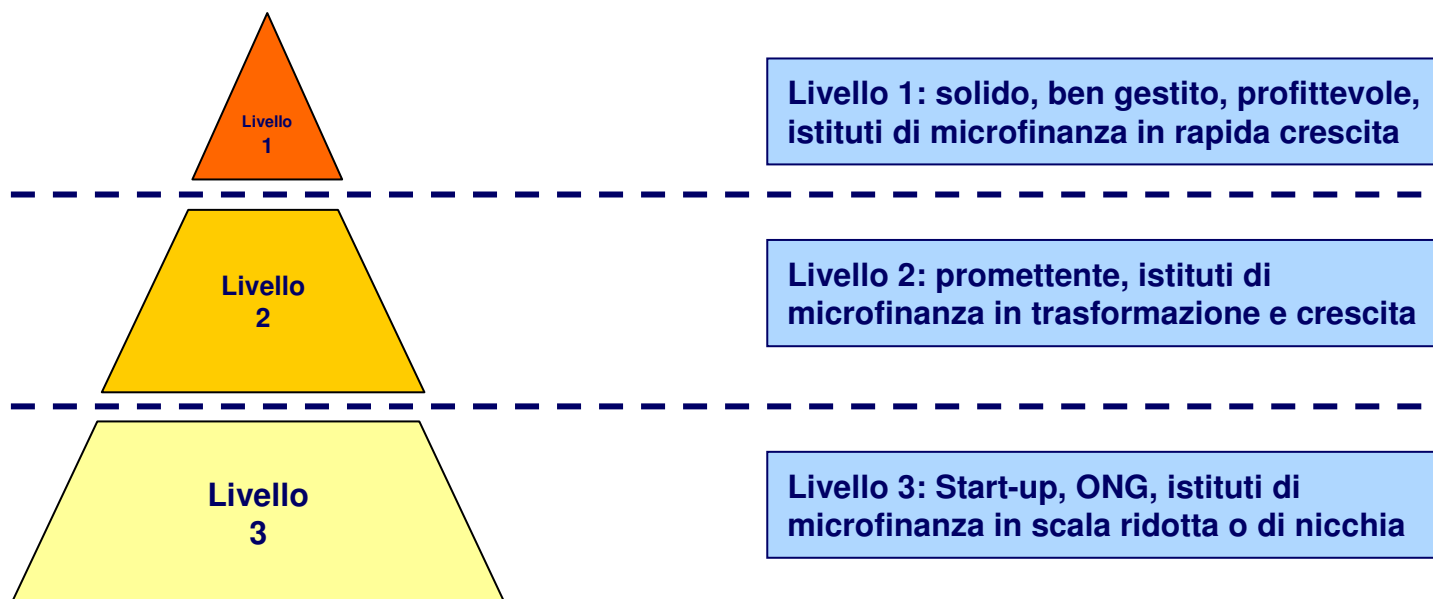 Livello
1
Livello 1: solido, ben gestito, profittevole,
istituti di microfinanza in rapida crescita
Livello
2
Livello 2: promettente, istituti di
microfinanza in trasformazione e crescita
Livello
3
Livello 3: Start-up, ONG, istituti di
microfinanza in scala ridotta o di nicchia